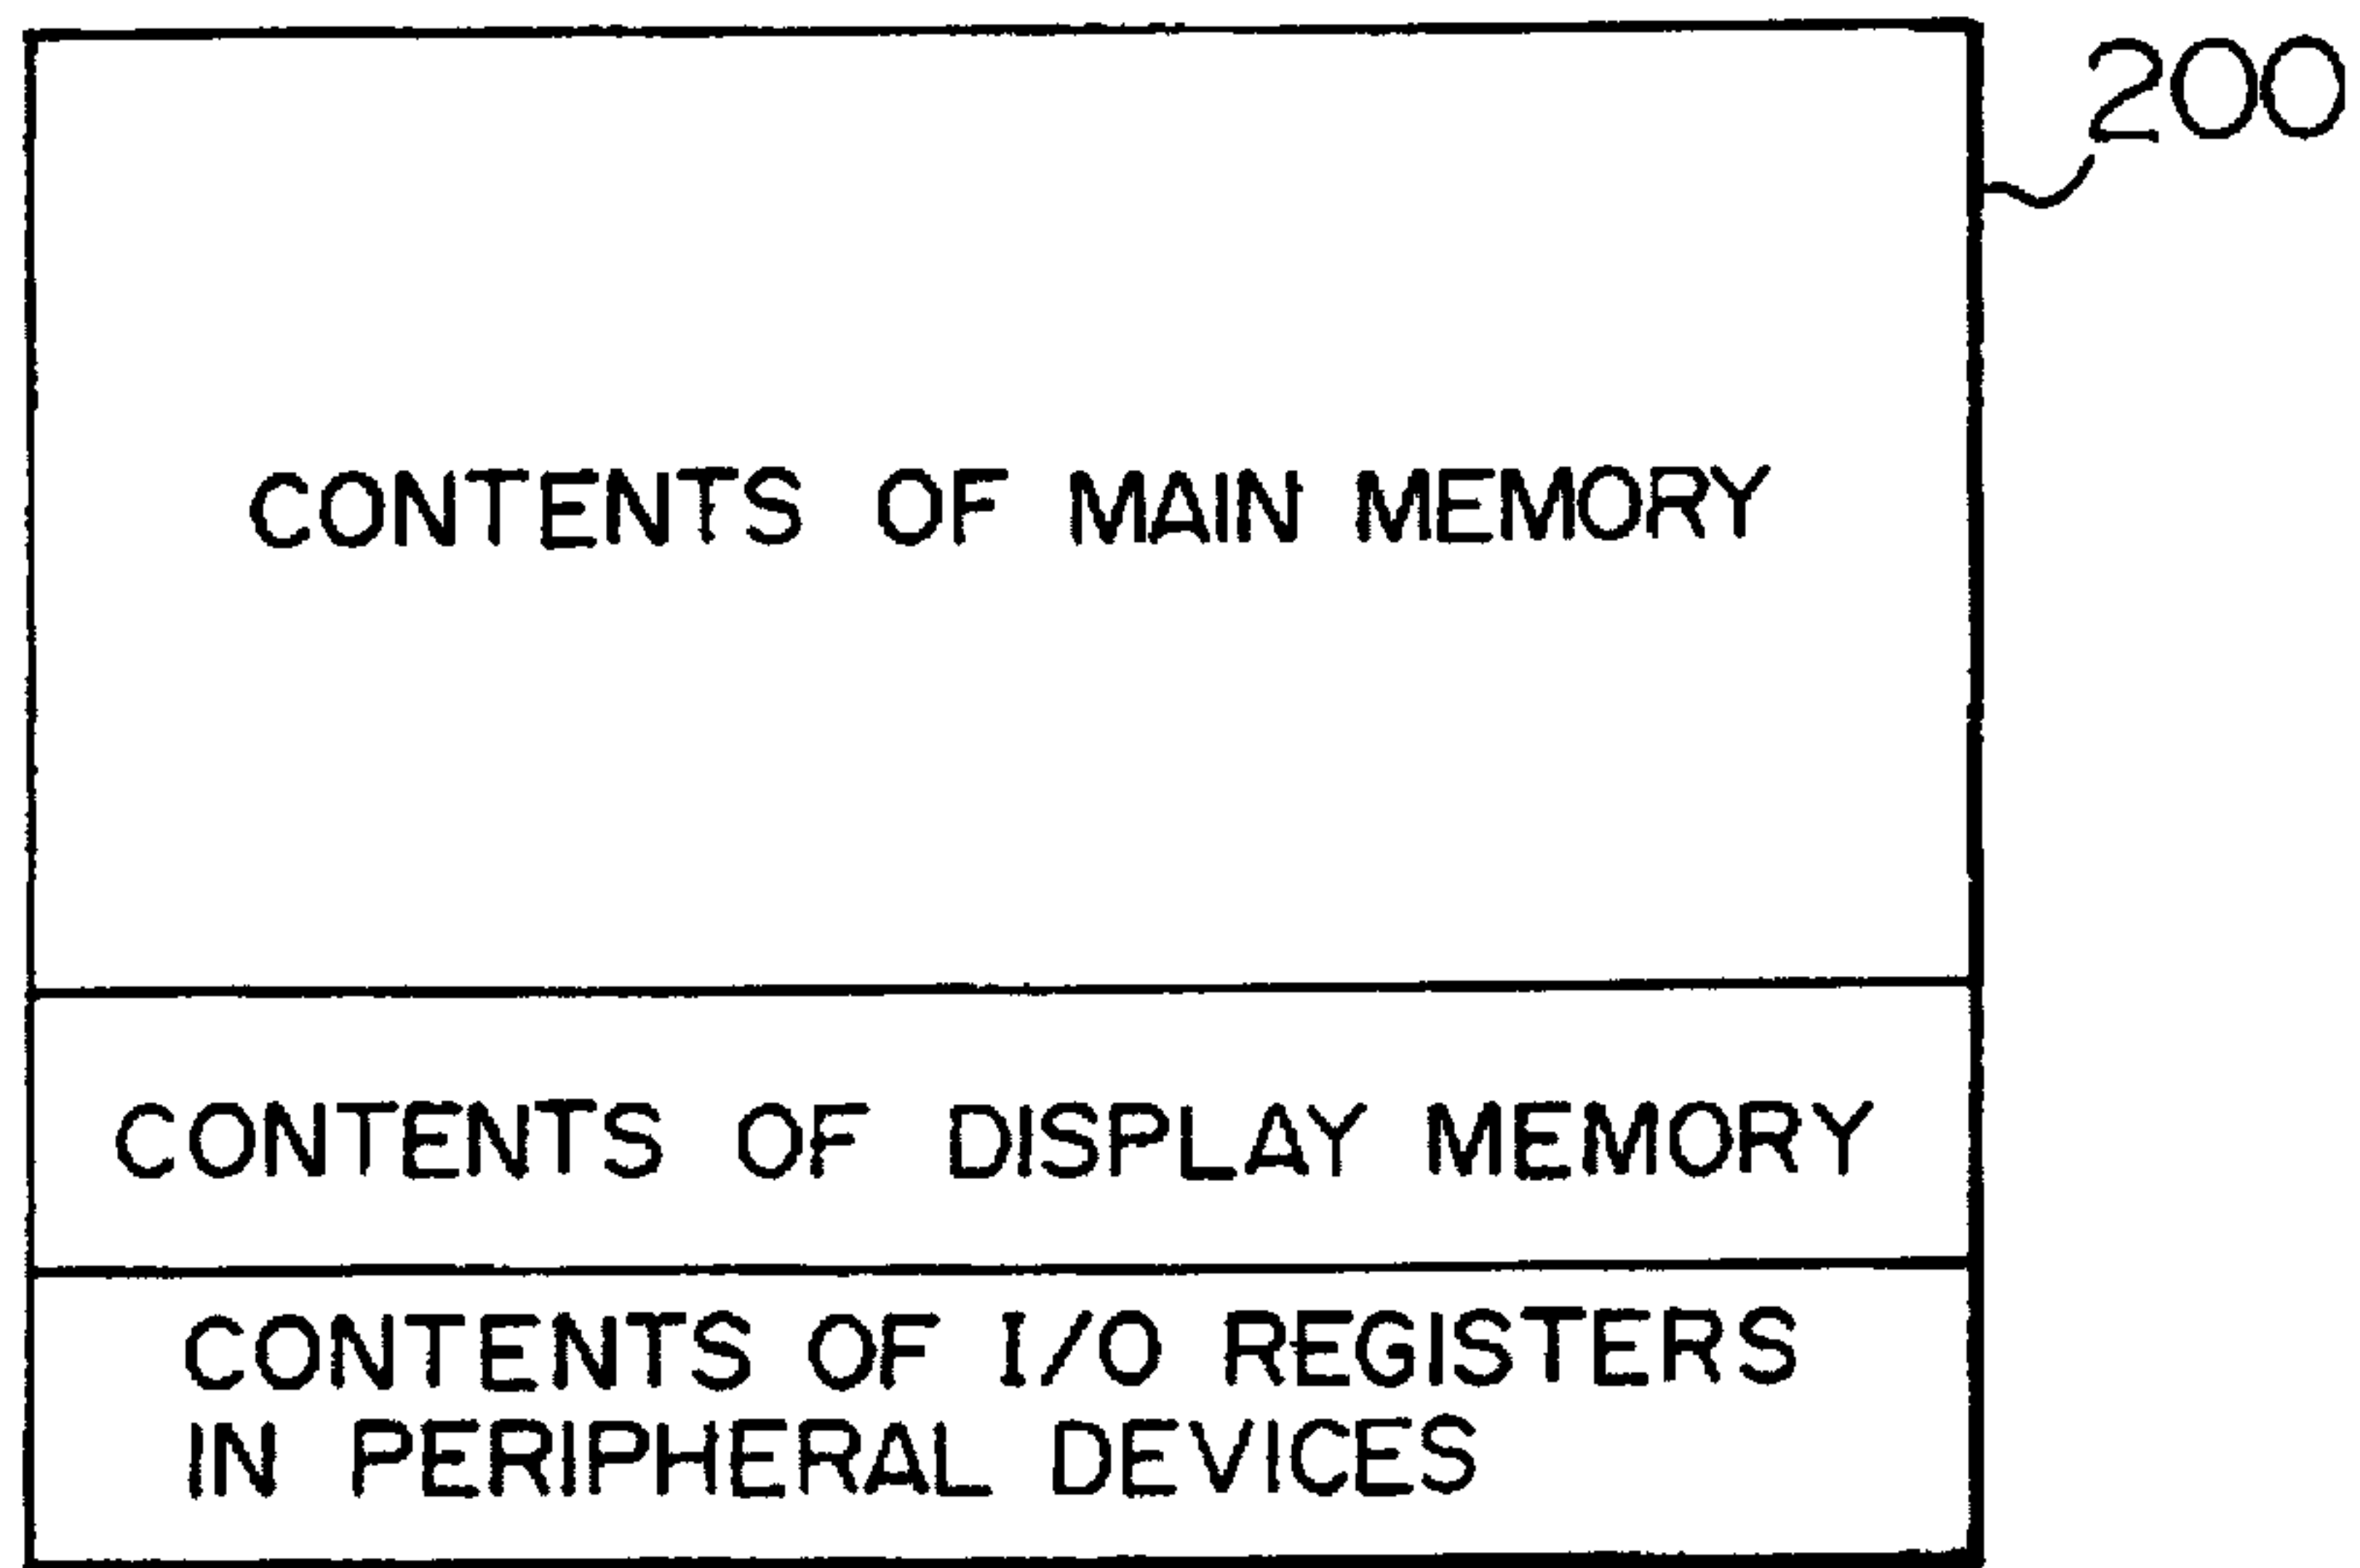 200
CONTENTS OF MAIN MEMORY
CONTENTS OF DISPLAY MEMORY
CONTENTS OF I/O REGISTERS
IN PERIPHERAL DEVICES